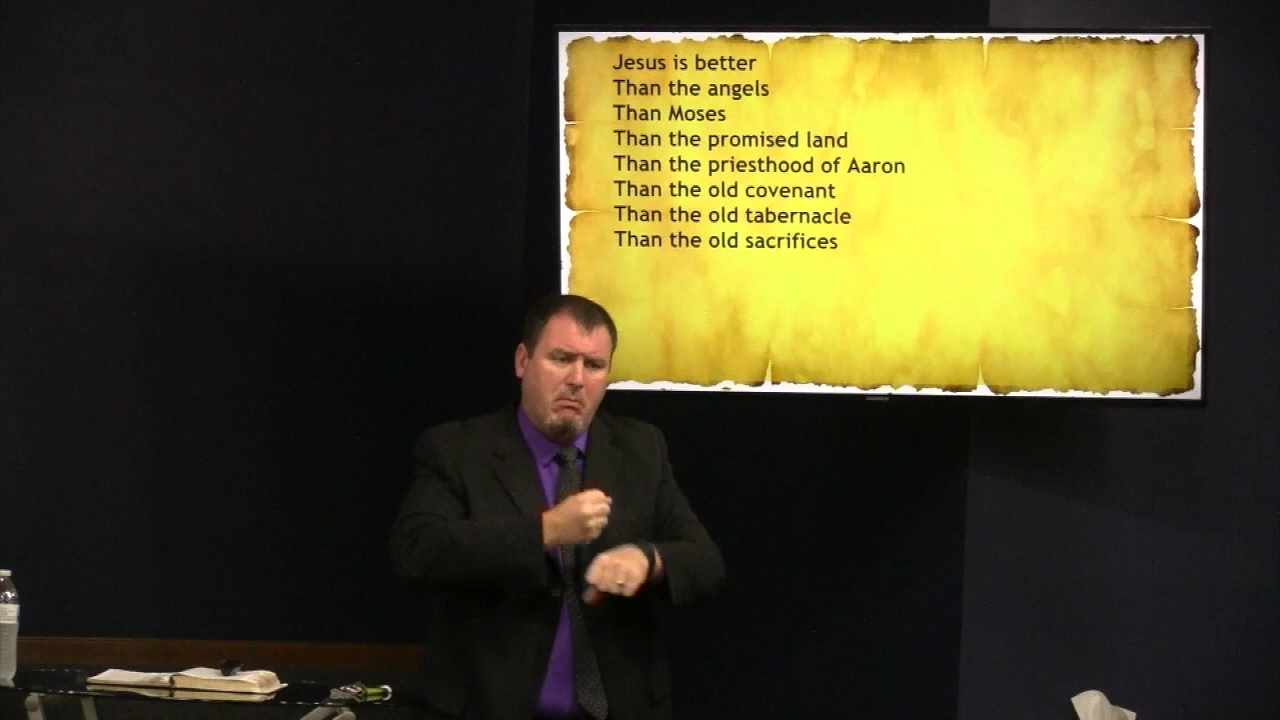 Jesus is better
Than the angels
Than Moses
Than the promised land
Than the priesthood of Aaron
Than the old covenant
Than the old tabernacle
Than the old sacrifices